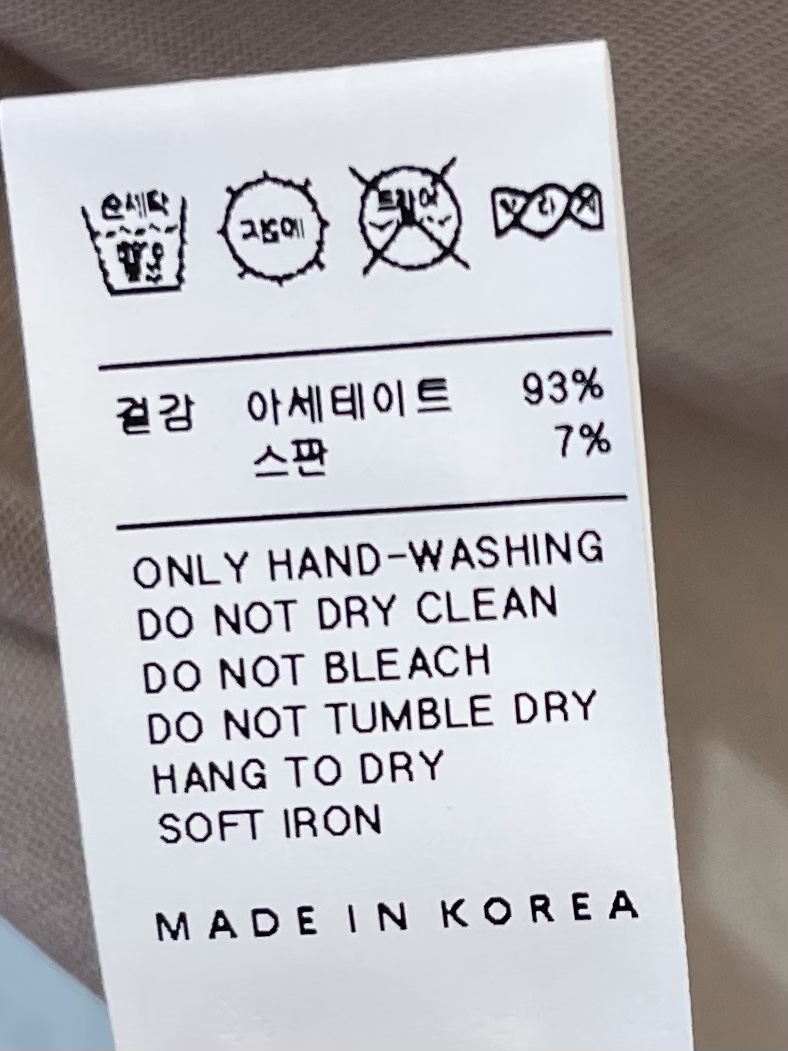 손세탁
그늘에
드라이
겉감 아세테이트 93%
스판 7%
ONLY HAND-WASHING
DO NOT DRY CLEAN
DO NOT BLEACH
DO NOT TUMBLE DRY
HANG TO DRY
SOFT IRON
MADE IN KOREA